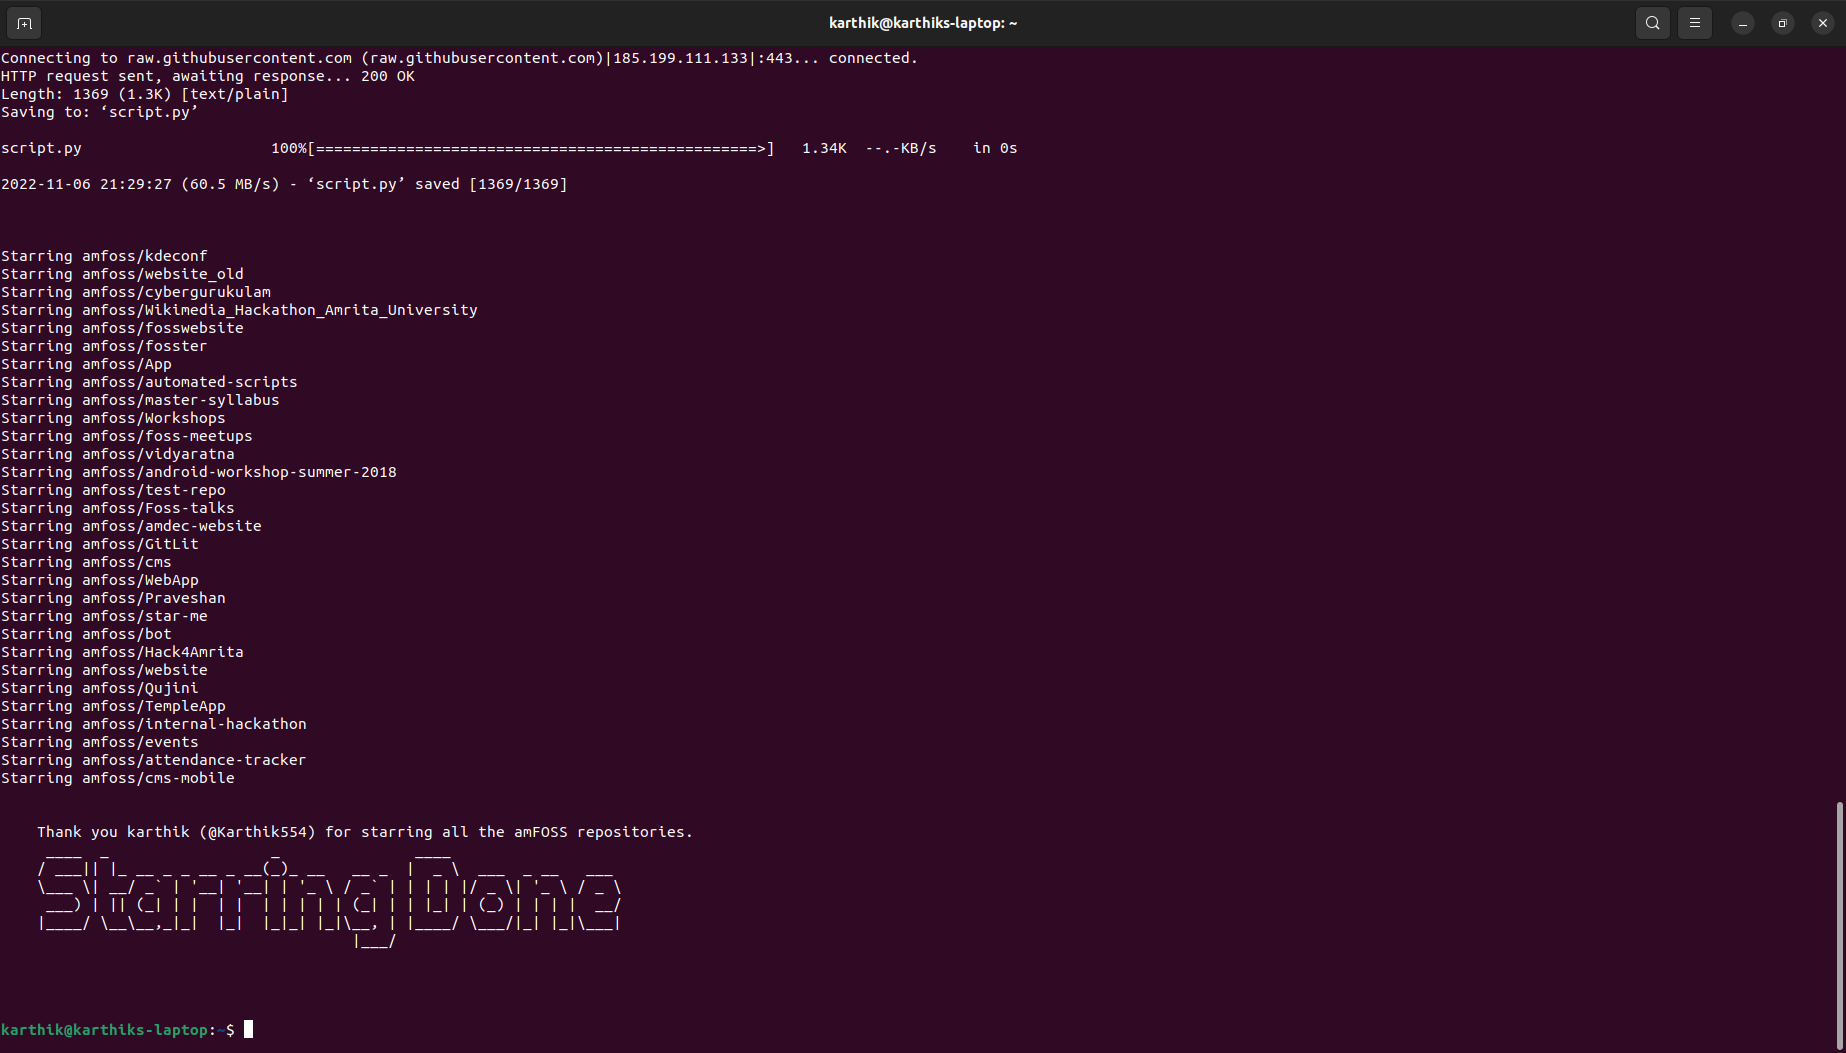 karthik@karthiks-laptop: ~
Connecting to raw.githubusercontent.com (raw.githubusercontent.com)|185.199.111.133|:443... connected.
HTTP request sent, awaiting response... 200 OK
Length: 1369 (1.3K) [text/plain]
Saving to: ‘script.py’
script.py                     100%[=================================================>]   1.34K  --.-KB/s    in 0s
2022-11-06 21:29:27 (60.5 MB/s) - ‘script.py’ saved [1369/1369]
Starring amfoss/kdeconf
Starring amfoss/website_old
Starring amfoss/cybergurukulam
Starring amfoss/Wikimedia_Hackathon_Amrita_University
Starring amfoss/fosswebsite
Starring amfoss/fosster
Starring amfoss/App
Starring amfoss/automated-scripts
Starring amfoss/master-syllabus
Starring amfoss/Workshops
Starring amfoss/foss-meetups
Starring amfoss/vidyaratna
Starring amfoss/android-workshop-summer-2018
Starring amfoss/test-repo
Starring amfoss/Foss-talks
Starring amfoss/amdec-website
Starring amfoss/GitLit
Starring amfoss/cms
Starring amfoss/WebApp
Starring amfoss/Praveshan
Starring amfoss/star-me
Starring amfoss/bot
Starring amfoss/Hack4Amrita
Starring amfoss/website
Starring amfoss/Qujini
Starring amfoss/TempleApp
Starring amfoss/internal-hackathon
Starring amfoss/events
Starring amfoss/attendance-tracker
Starring amfoss/cms-mobile
Thank you karthik (@Karthik554) for starring all the amFOSS repositories.
StarringDone
karthik@karthiks-laptop:~$